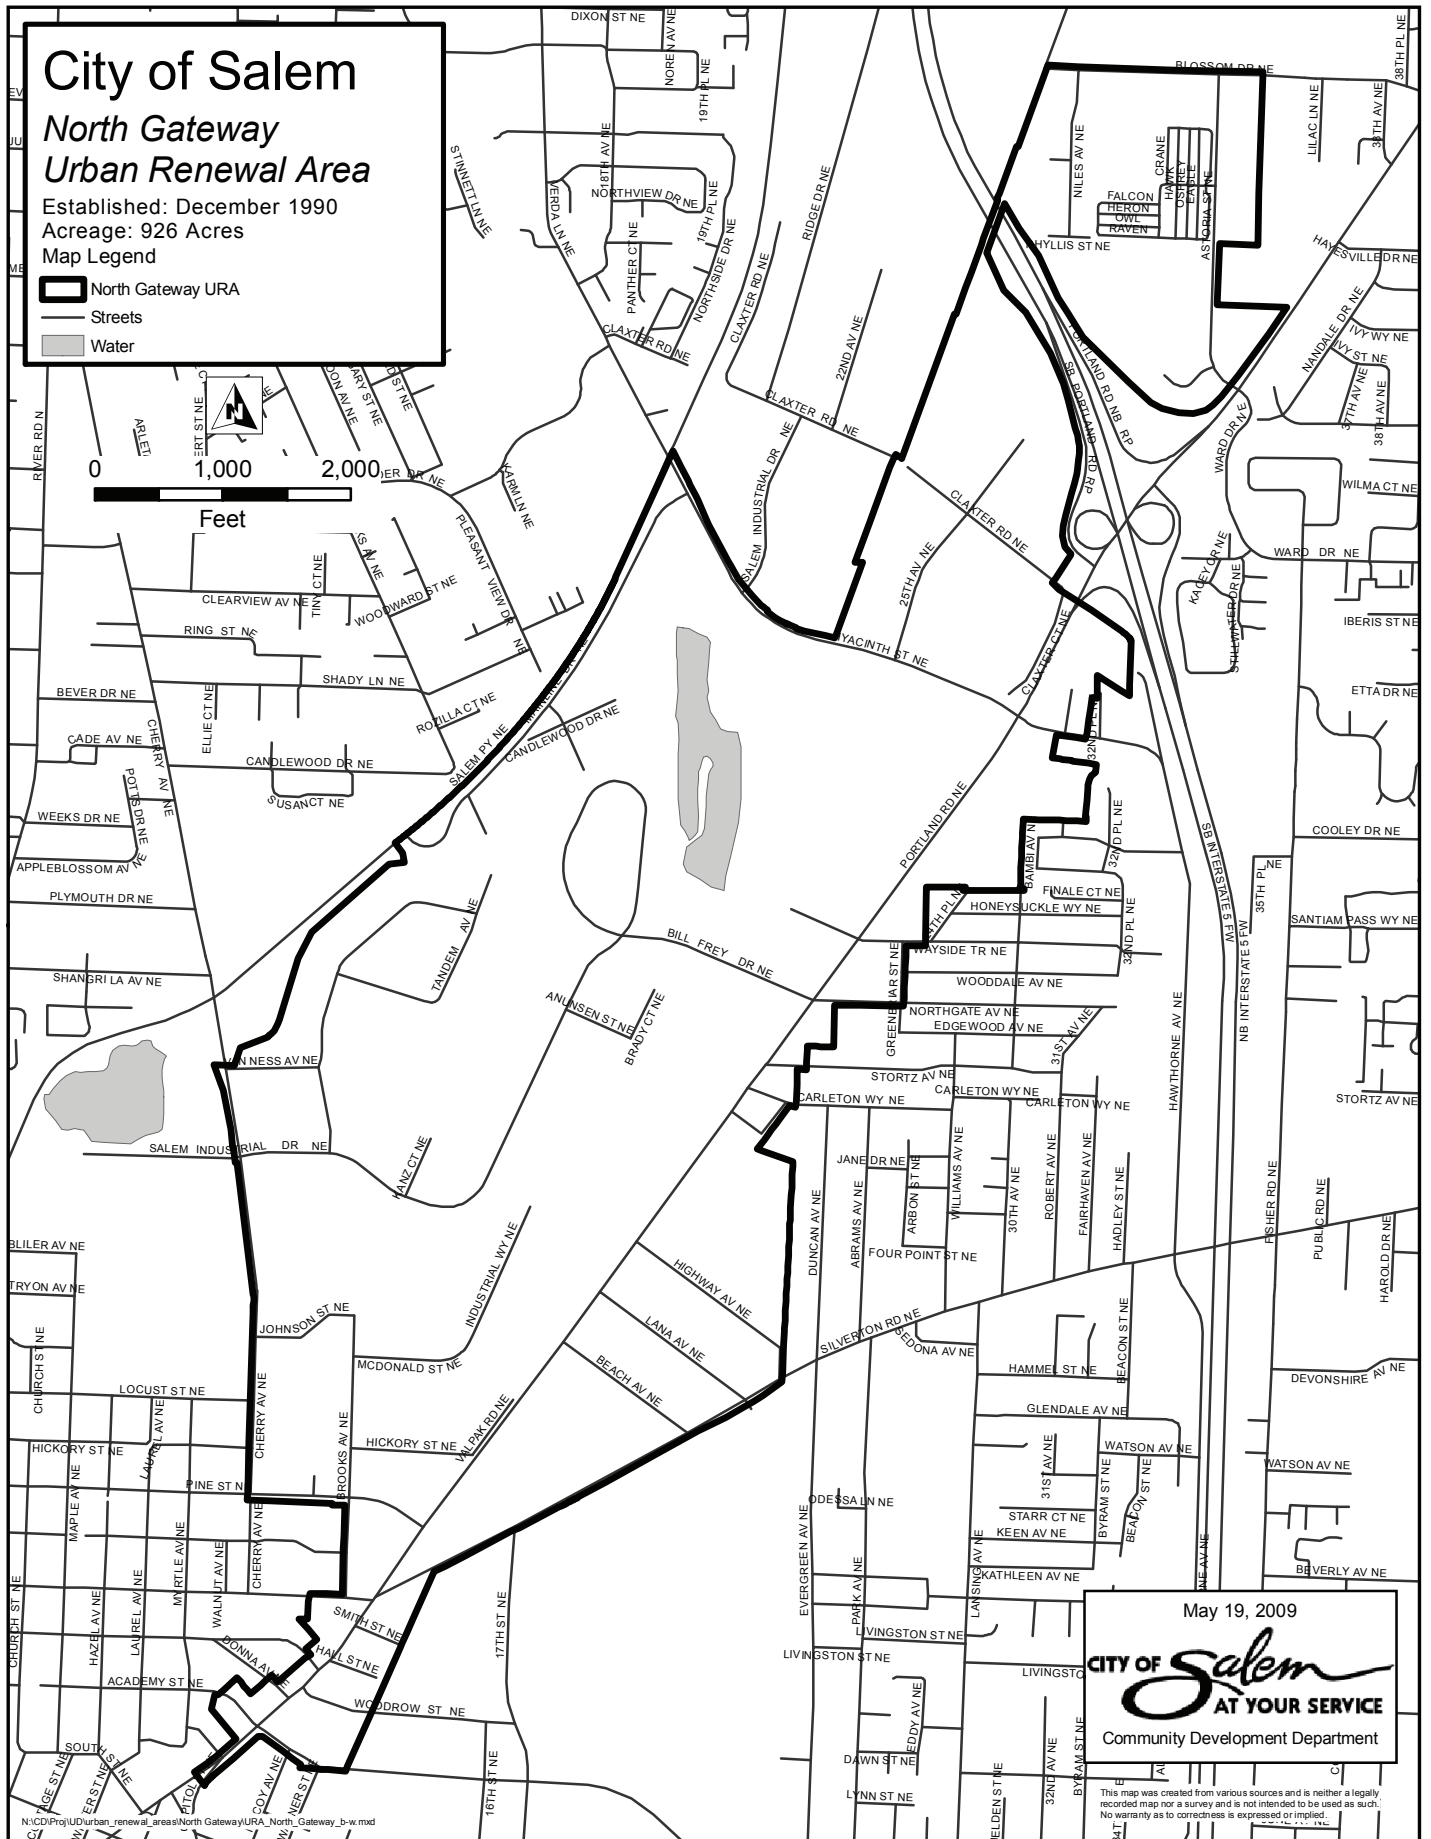 City of Salem
North Gateway
Urban Renewal Area
Established: December 1990
Acreage: 926 Acres
Map Legend
North Gateway URA
Streets
Water
N
0 1,000 2,000
Feet
DIXON ST NE
19TH PL NE
18TH AV NE
STINNETT LN NE
VERDA LN NE
NORTHVIEW DR NE
19TH PL NE
PANTHER CT NE
NORTHSIDE DR NE
CLAXTER RD NE
CLAXTER RD NE
RIDGE DR NE
22ND AV NE
BLOSSOM DR NE
38TH PL NE
LILAC LN NE
38TH AV NE
NILES AV NE
CRANE
HAWK
OSPREY
EAGLE
FALCON
HERON
OWL
RAVEN
ASTORIA ST NE
HYLLIS ST NE
HAYESVILLE DR NE
NANDALE DR NE
IVY WY NE
IVY ST NE
37TH AV NE
38TH AV NE
PORTLAND RD NB RP
SB PORTLAND RD RP
WARD DR NE
WILMA CT NE
WARD DR NE
KACEY CR NE
STILLWATER DR NE
IBERIS ST NE
ETTA DR NE
RIVER RD N
KARM LN NE
PLEASANT VIEW DR NE
CLAXTER RD NE
SALEM INDUSTRIAL DR NE
CLAXTER RD NE
25TH AV NE
YACINTH ST NE
CLAXTER CT NE
CLEARVIEW AV NE
TINY CT NE
WOODWARD ST NE
RING ST NE
SHADY LN NE
BEVER DR NE
ELLIE CT NE
ROZILLA CT NE
CADE AV NE
CHERRY AV NE
CANDLEWOOD DR NE
SALEM PY NE
MAINLINE DR NE
CANDLEWOOD DR NE
SUSAN CT NE
POTTS DR NE
WEEKS DR NE
APPLEBLOSSOM AV NE
PLYMOUTH DR NE
32ND PL NE
PORTLAND RD NE
32ND PL NE
BAMBI AV N
FINALE CT NE
HONEYSUCKLE WY NE
WAYSIDE TR NE
32ND PL NE
WOODDALE AV NE
SB INTERSTATE 5 FW
NB INTERSTATE 5 FW
35TH PL NE
COOLEY DR NE
SANTIAM PASS WY NE
SHANGRI LA AV NE
TANDEM AV NE
BILL FREY DR NE
ANUNSEN ST NE
BRADY CT NE
NORTHGATE AV NE
EDGEWOOD AV NE
31ST AV NE
HAWTHORNE AV NE
STORTZ AV NE
STORTZ AV NE
CARLETON WY NE
CARLETON WY NE
CARLETON WY NE
SALEM INDUSTRIAL DR NE
HANZ CT NE
JANE DR NE
DUNCAN AV NE
ABRAMS AV NE
ARBON ST NE
WILLIAMS AV NE
30TH AV NE
ROBERT AV NE
FAIRHAVEN AV NE
HADLEY ST NE
FOUR POINT ST NE
FISHER RD NE
PUBLIC RD NE
HAROLD DR NE
BLILER AV NE
TRYON AV NE
INDUSTRIAL WY NE
HIGHWAY AV NE
LANA AV NE
BEACH AV NE
SILVERTON RD NE
SEDONA AV NE
JOHNSON ST NE
MCDONALD ST NE
CHURCH ST NE
LOCUST ST NE
HICKORY ST NE
LAUREL AV NE
CHERRY AV NE
BROOKS AV NE
HICKORY ST NE
VALPAK RD NE
HAMMEL ST NE
BEACON ST NE
GLENDALE AV NE
DEVONSHIRE AV NE
WATSON AV NE
WATSON AV NE
31ST AV NE
BYRAM ST NE
BEACON ST NE
PINE ST N
MAPLE AV NE
ODESSA LN NE
STARR CT NE
KEEN AV NE
KATHLEEN AV NE
BEVERLY AV NE
EVERGREEN AV NE
PARK AV NE
LANSING AV NE
CHURCH ST NE
HAZEL AV NE
LAUREL AV NE
MYRTLE AV NE
WALNUT AV NE
CHERRY AV NE
SMITH ST NE
HALL ST NE
DONNA AV NE
17TH ST NE
ACADEMY ST NE
WOODROW ST NE
16TH ST NE
SOUTH ST NE
LIVINGSTON ST NE
LIVINGSTON ST NE
EDDY AV NE
DAWN ST NE
LYNN ST NE
32ND AV NE
BYRAM ST NE
May 19, 2009
CITY OF Salem
AT YOUR SERVICE
Community Development Department
This map was created from various sources and is neither a legally
recorded map nor a survey and is not intended to be used as such.
No warranty as to correctness is expressed or implied.
N:\CD\Proj\UD\urban_renewal_areas\North Gateway\URA_North_Gateway_b-w.mxd